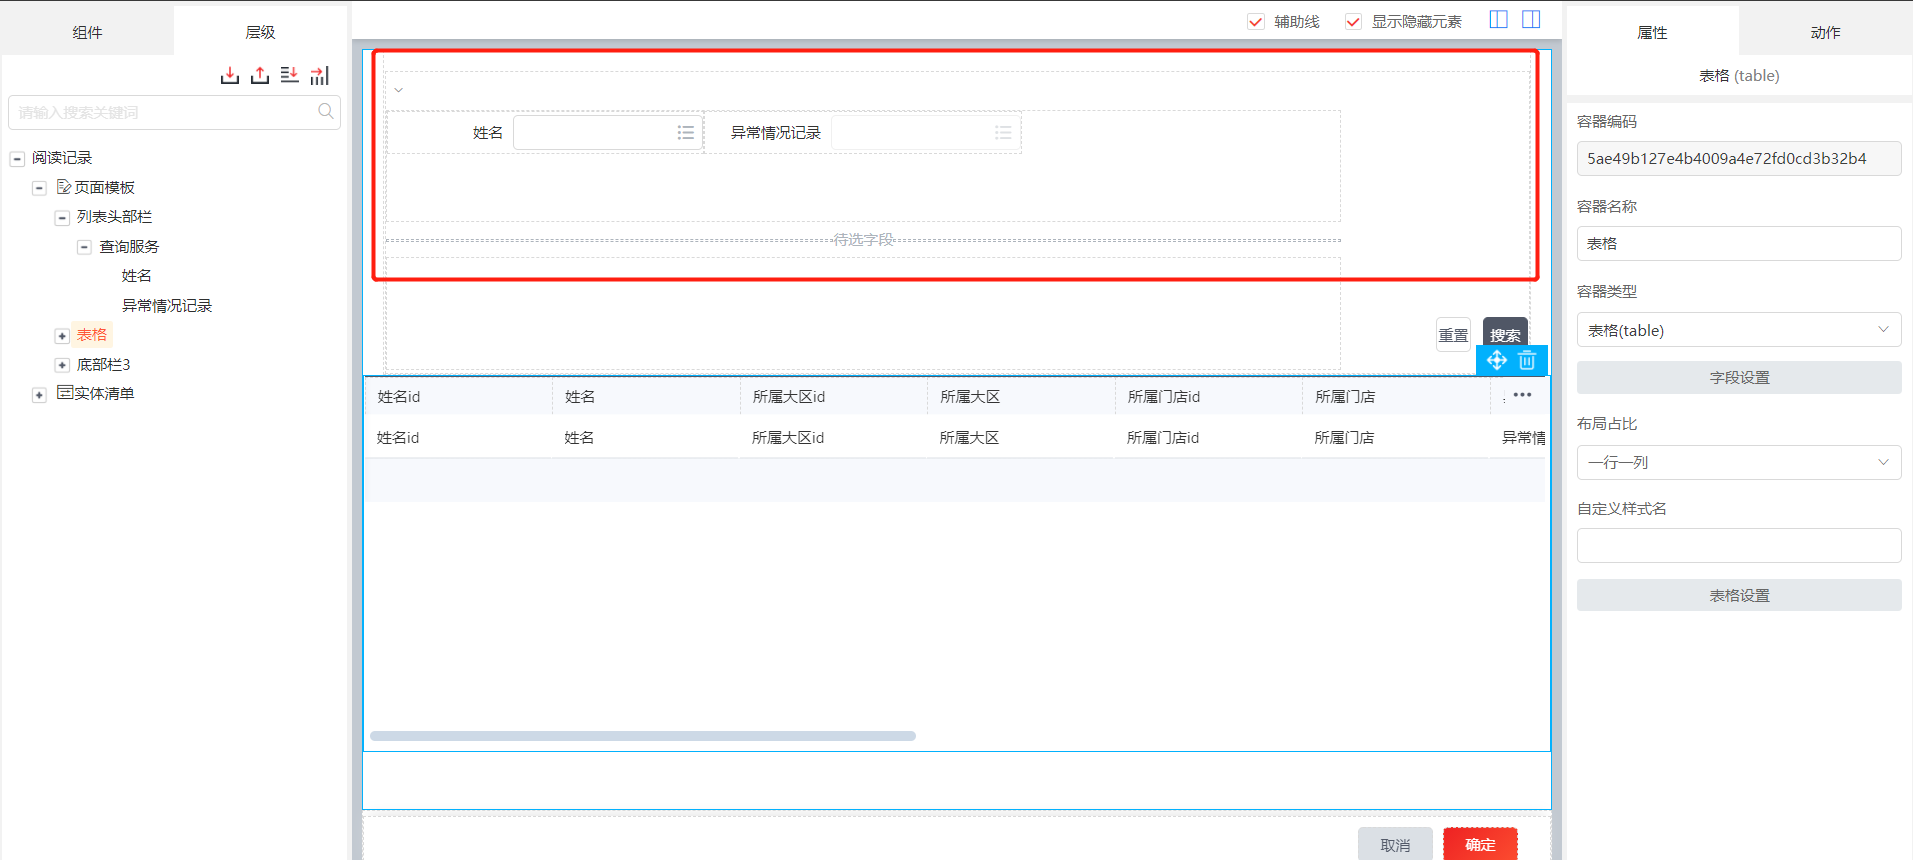 组件
层级
请输入搜索关键词
阅读记录
页面模板
列表头部栏
查询服务
姓名
异常情况记录
表格
底部栏3
实体清单
辅助线
显示隐藏元素
姓名
异常情况记录
待选字段
重置
搜索
姓名id 姓名 所属大区id 所属大区 所属门店id 所属门店
姓名id 姓名 所属大区id 所属大区 所属门店id 所属门店 异常情
取消
确定
属性
动作
表格 (table)
容器编码
5ae49b127e4b4009a4e72fd0cd3b32b4
容器名称
表格
容器类型
表格(table)
字段设置
布局占比
一行一列
自定义样式名
表格设置